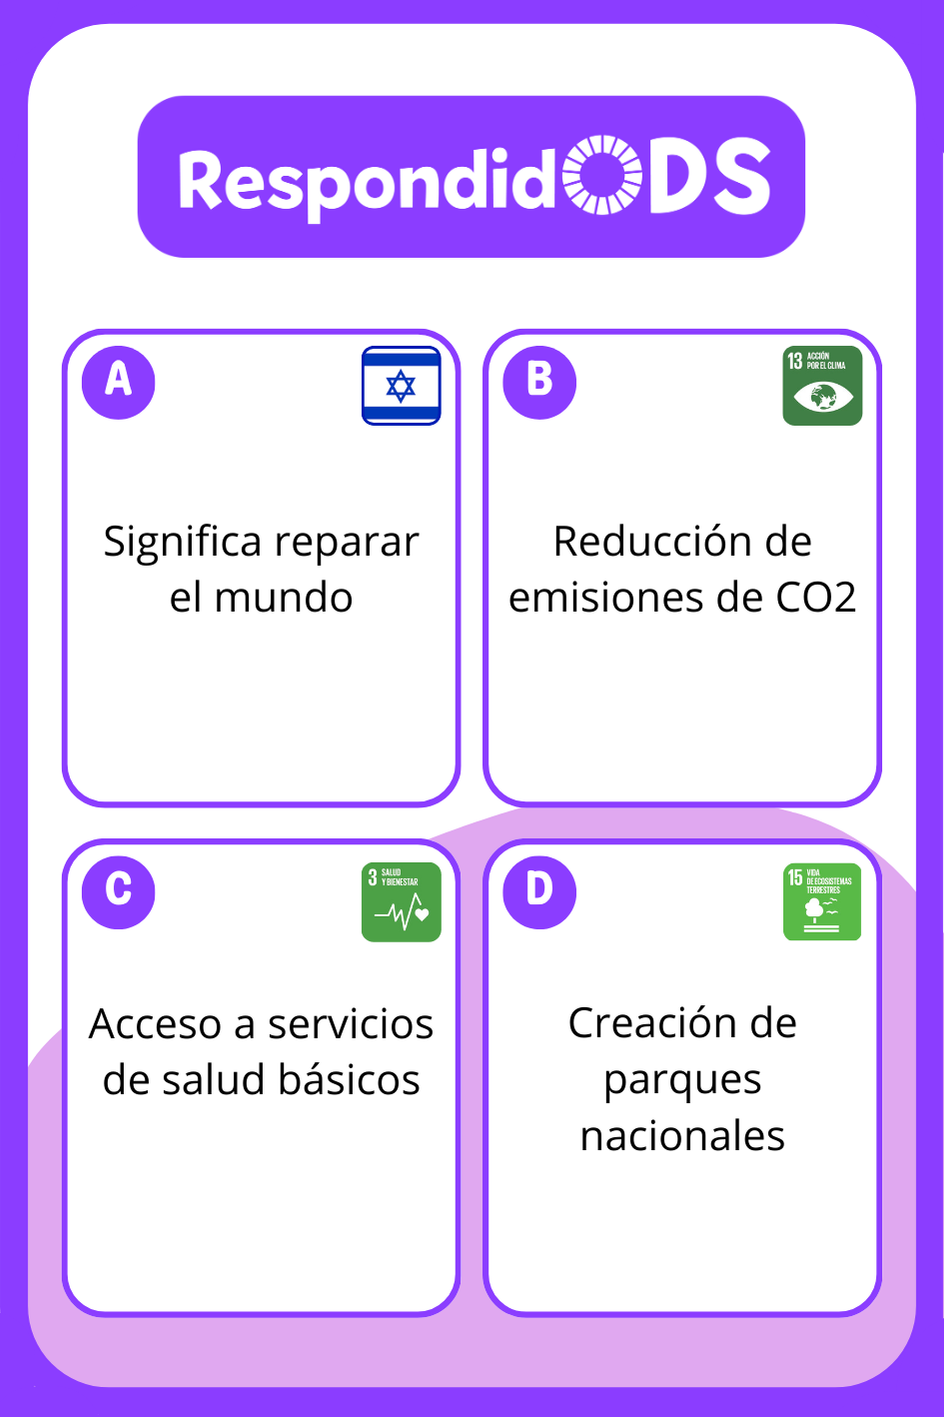 RespondidODS
A
Significa reparar
el mundo
B
13 ACCIÓN
POR EL CLIMA
Reducción de
emisiones de CO2
C
3 SALUD
Y BIENESTAR
Acceso a servicios
de salud básicos
D
15 VIDA
DE ECOSISTEMAS
TERRESTRES
Creación de
parques
nacionales